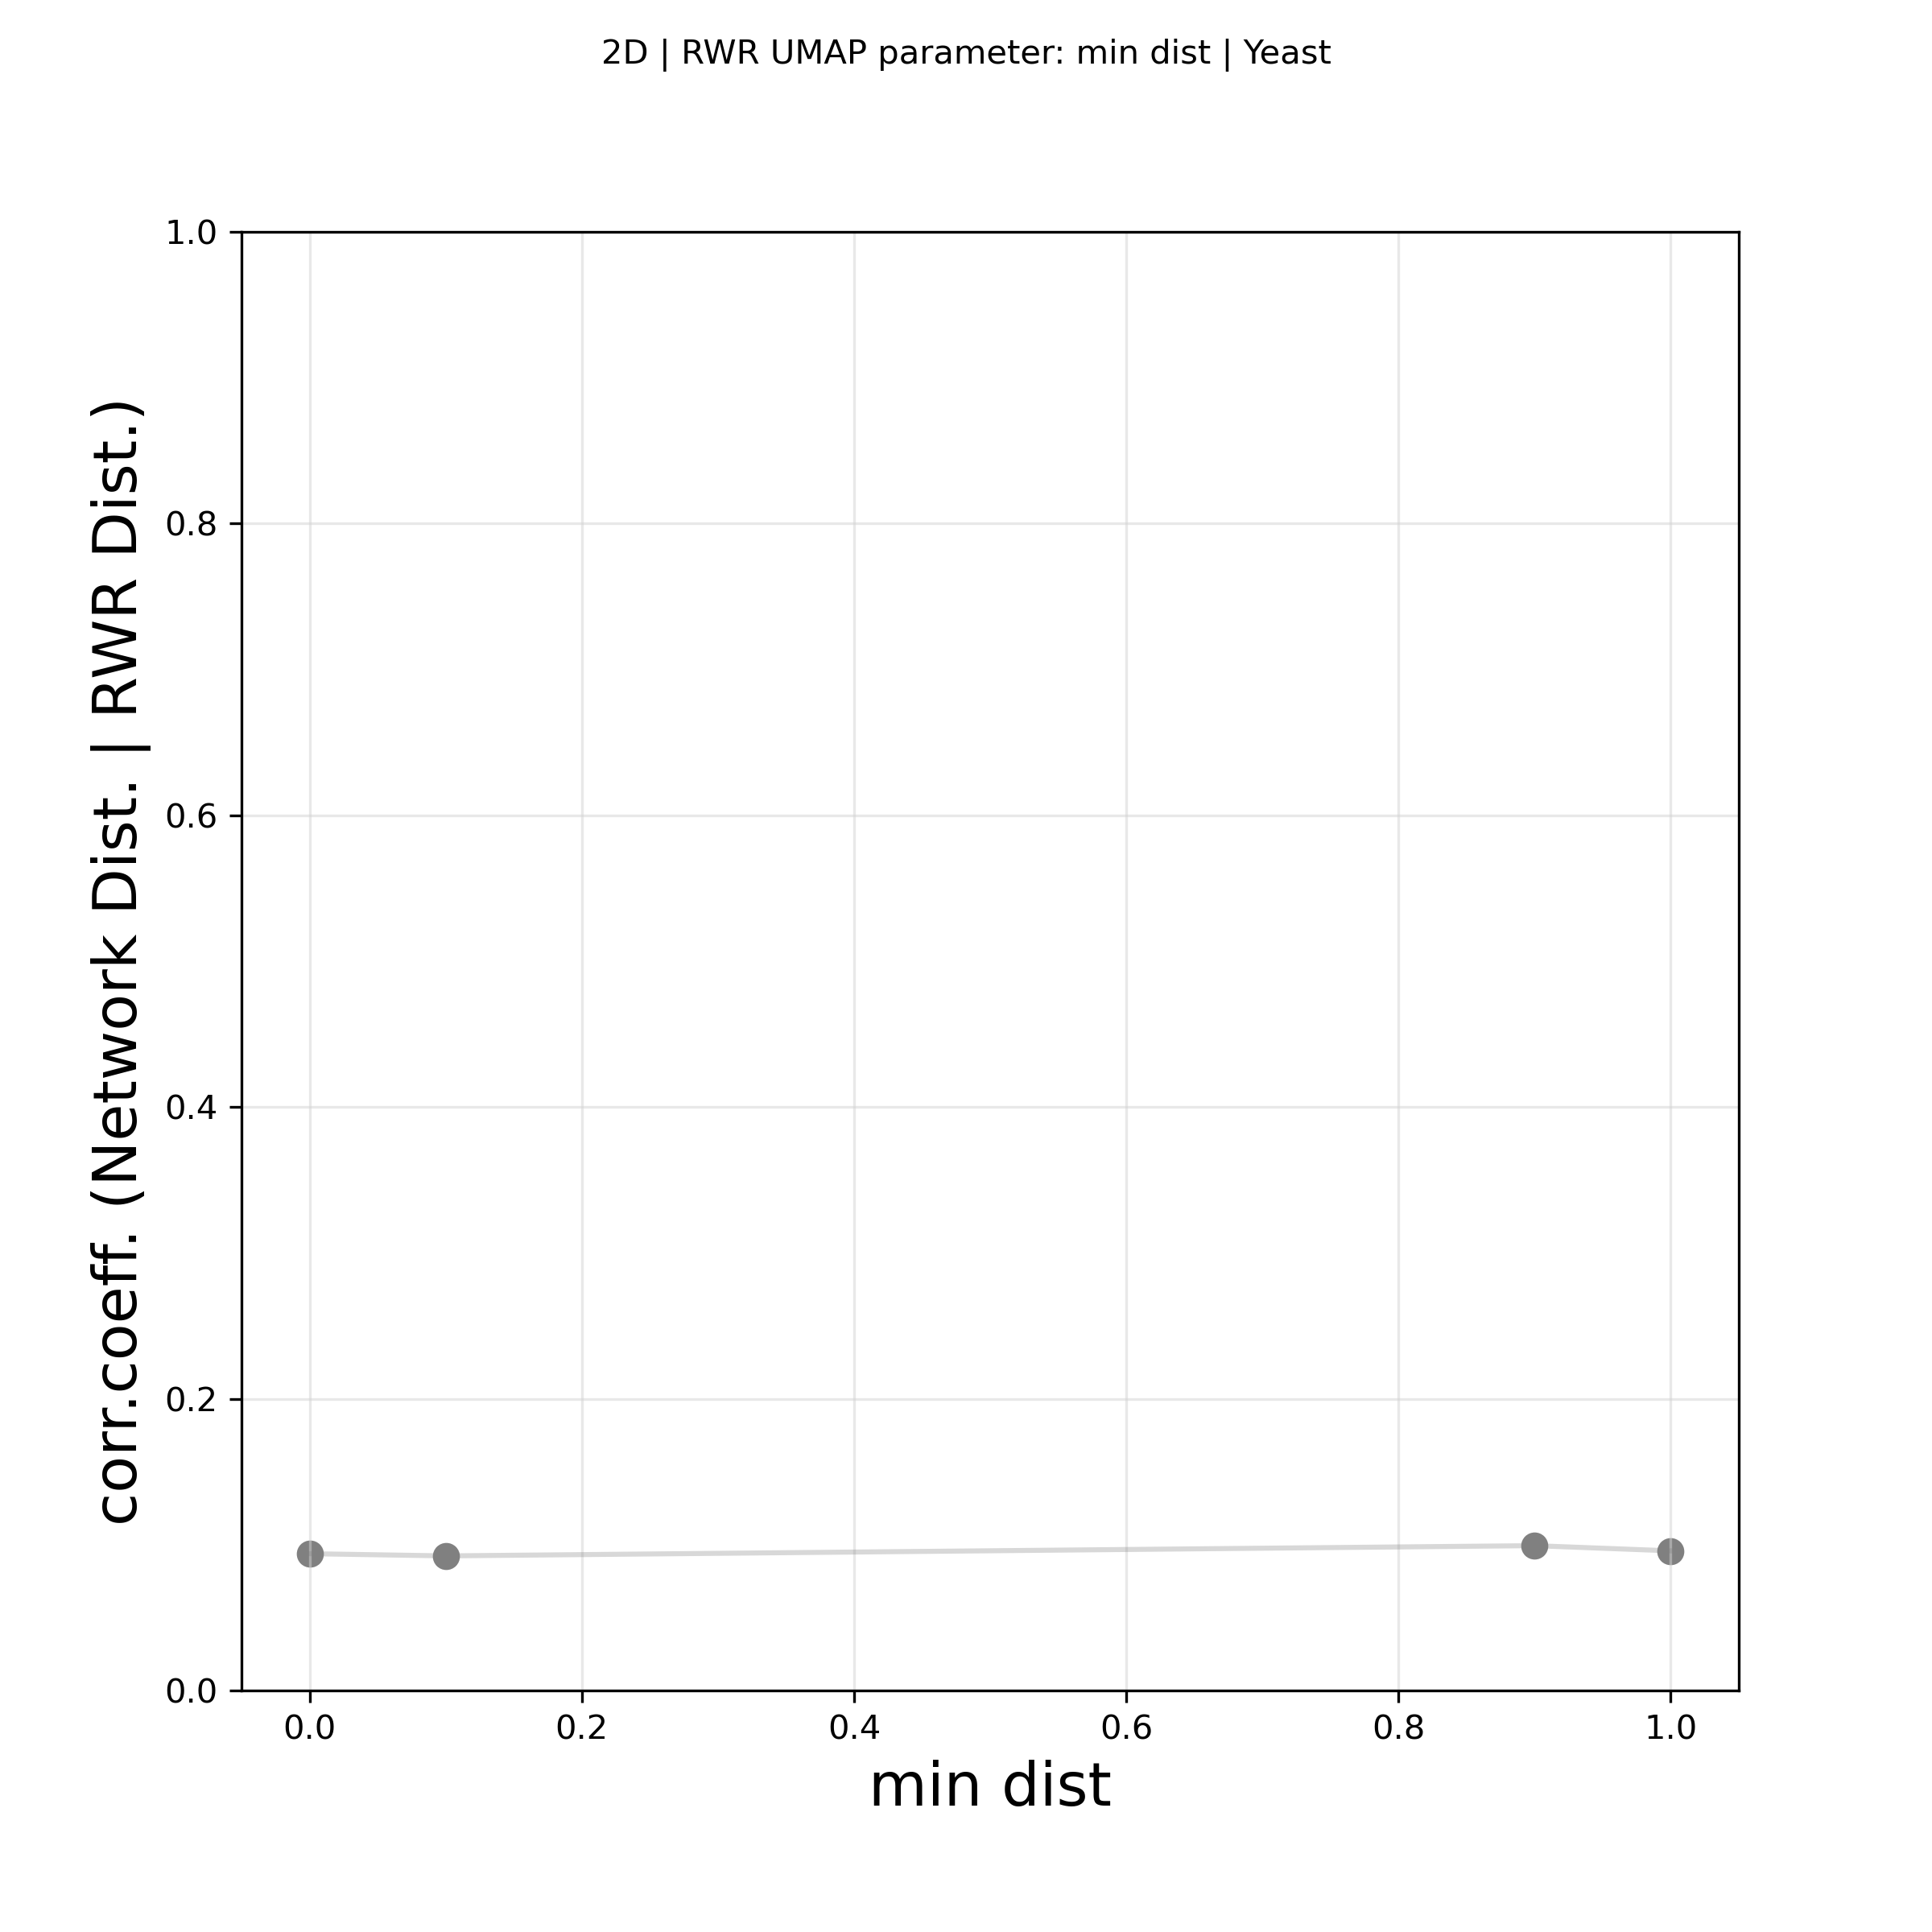 2D | RWR UMAP parameter: min dist | Yeast
corr.coeff. (Network Dist. | RWR Dist.)
1.0
0.8
0.6
0.4
0.2
0.0
0.0 0.2 0.4 0.6 0.8 1.0
min dist